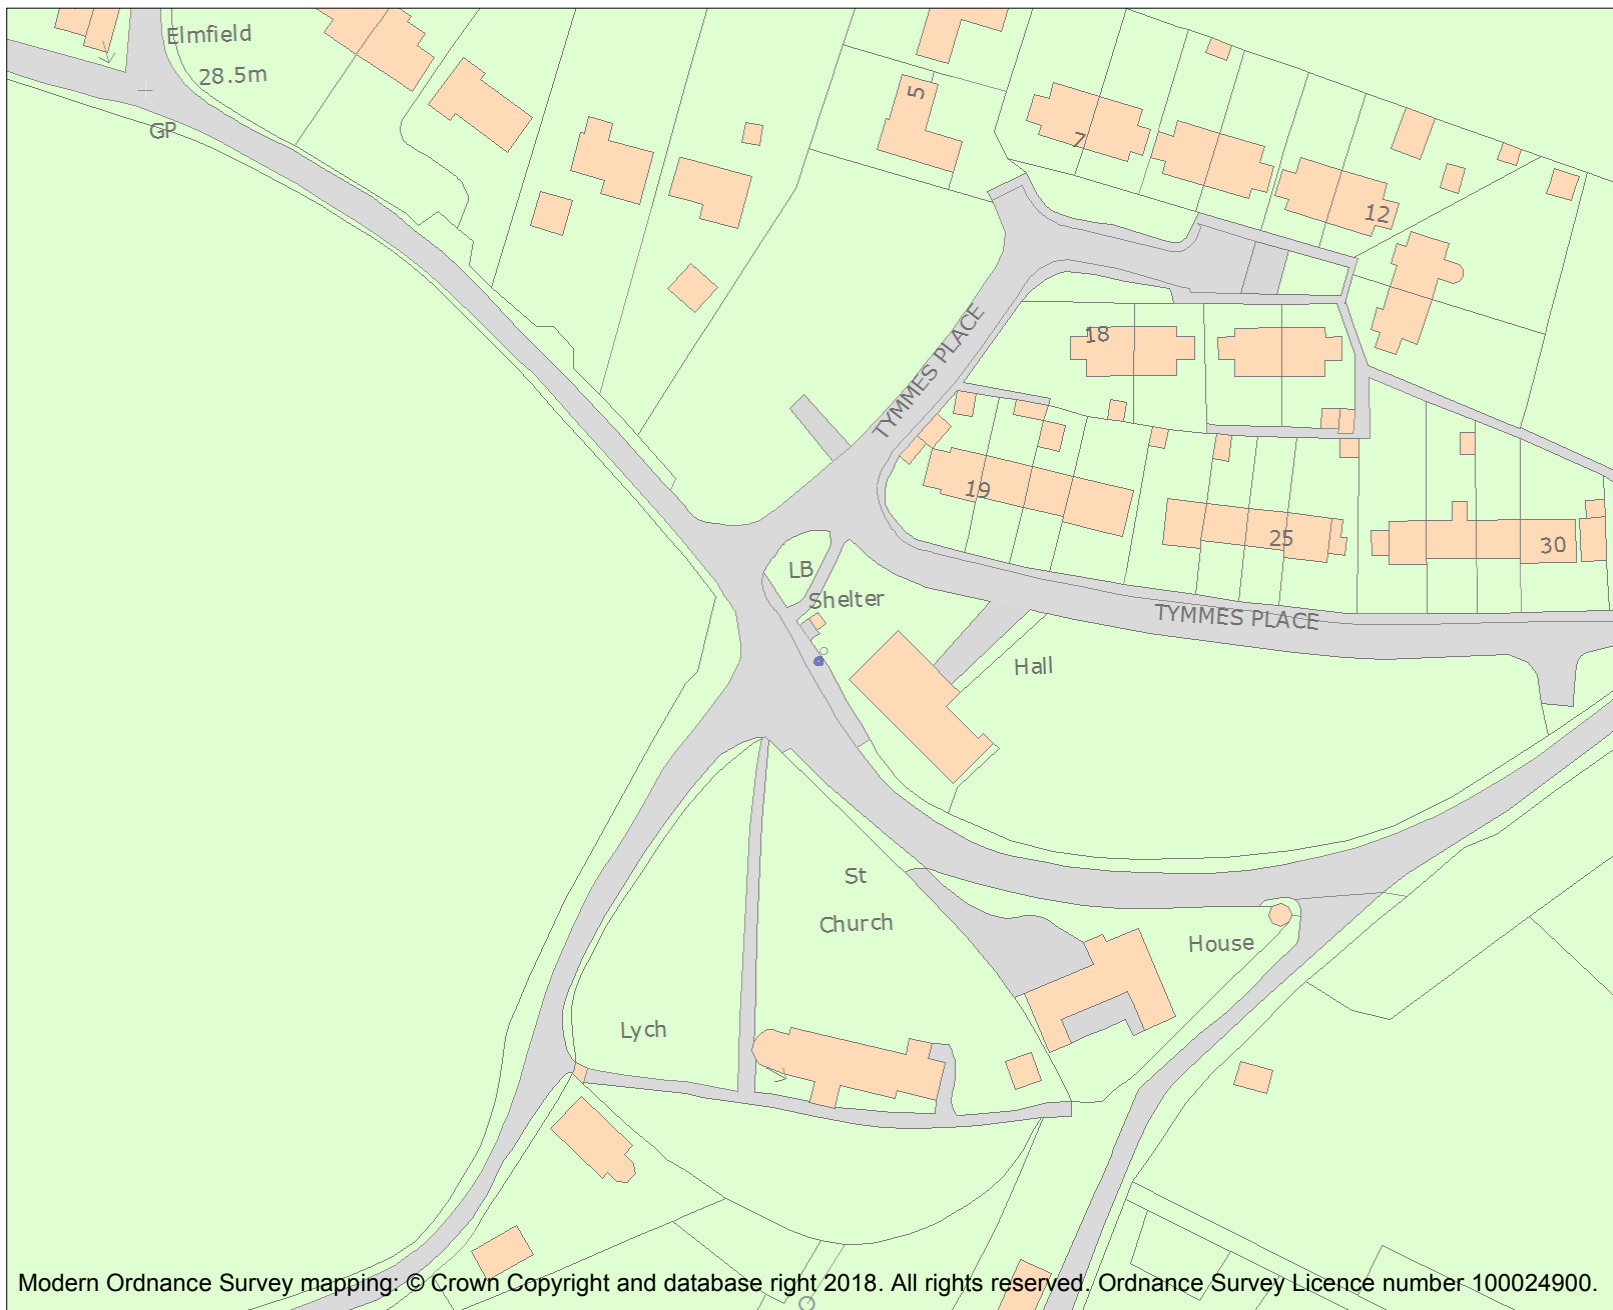 Elmfield
28.5m
GP
5
7
12
TYMMES PLACE
18
19
25
30
LB
Shelter
TYMMES PLACE
Hall
St
Church
House
Lych
Modern Ordnance Survey mapping: © Crown Copyright and database right 2018. All rights reserved. Ordnance Survey Licence number 100024900.